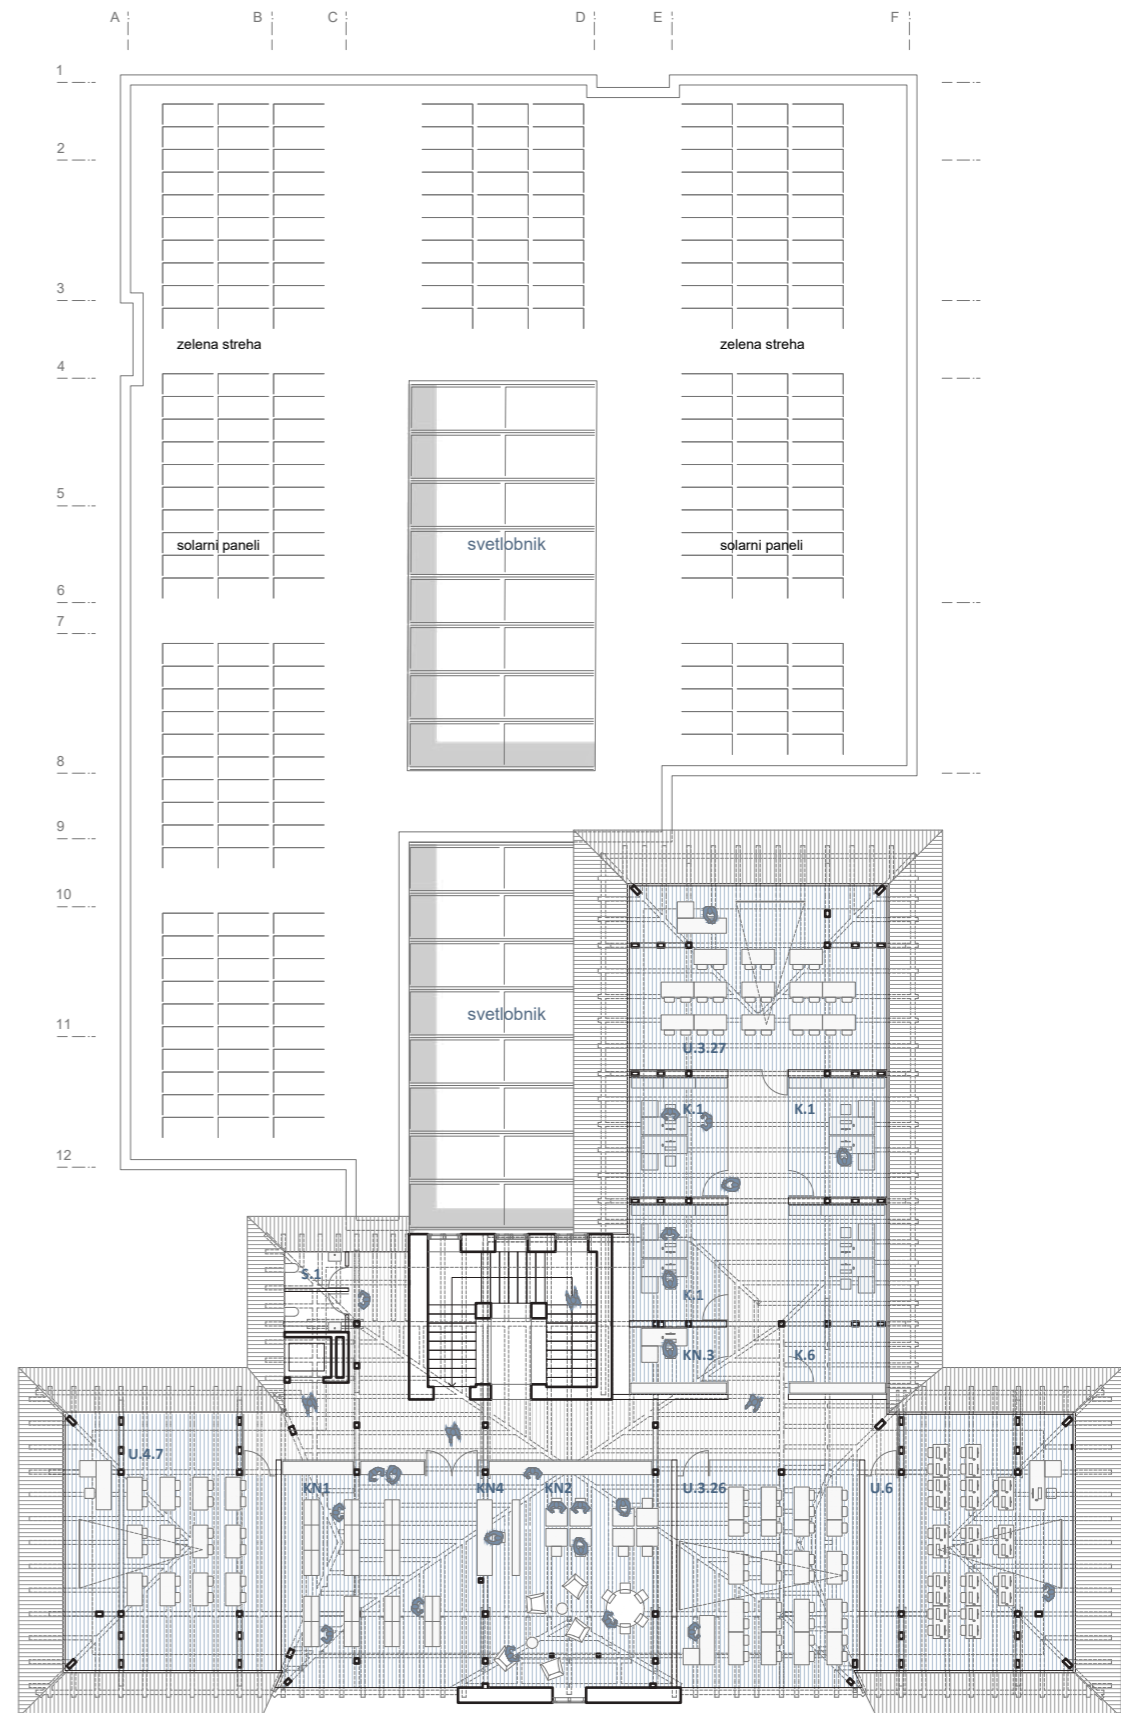 A B C D E F
1
2
3
zelena streha zelena streha
4
5
solarni paneli svetlobnik solarni paneli
6
7
8
9
10
11
svetlobnik
U.3.27
K.1 K.1
12
S.1
K.1
KN.3 K.6
U.4.7
KN1 KN4 KN2 U.3.26 U.6